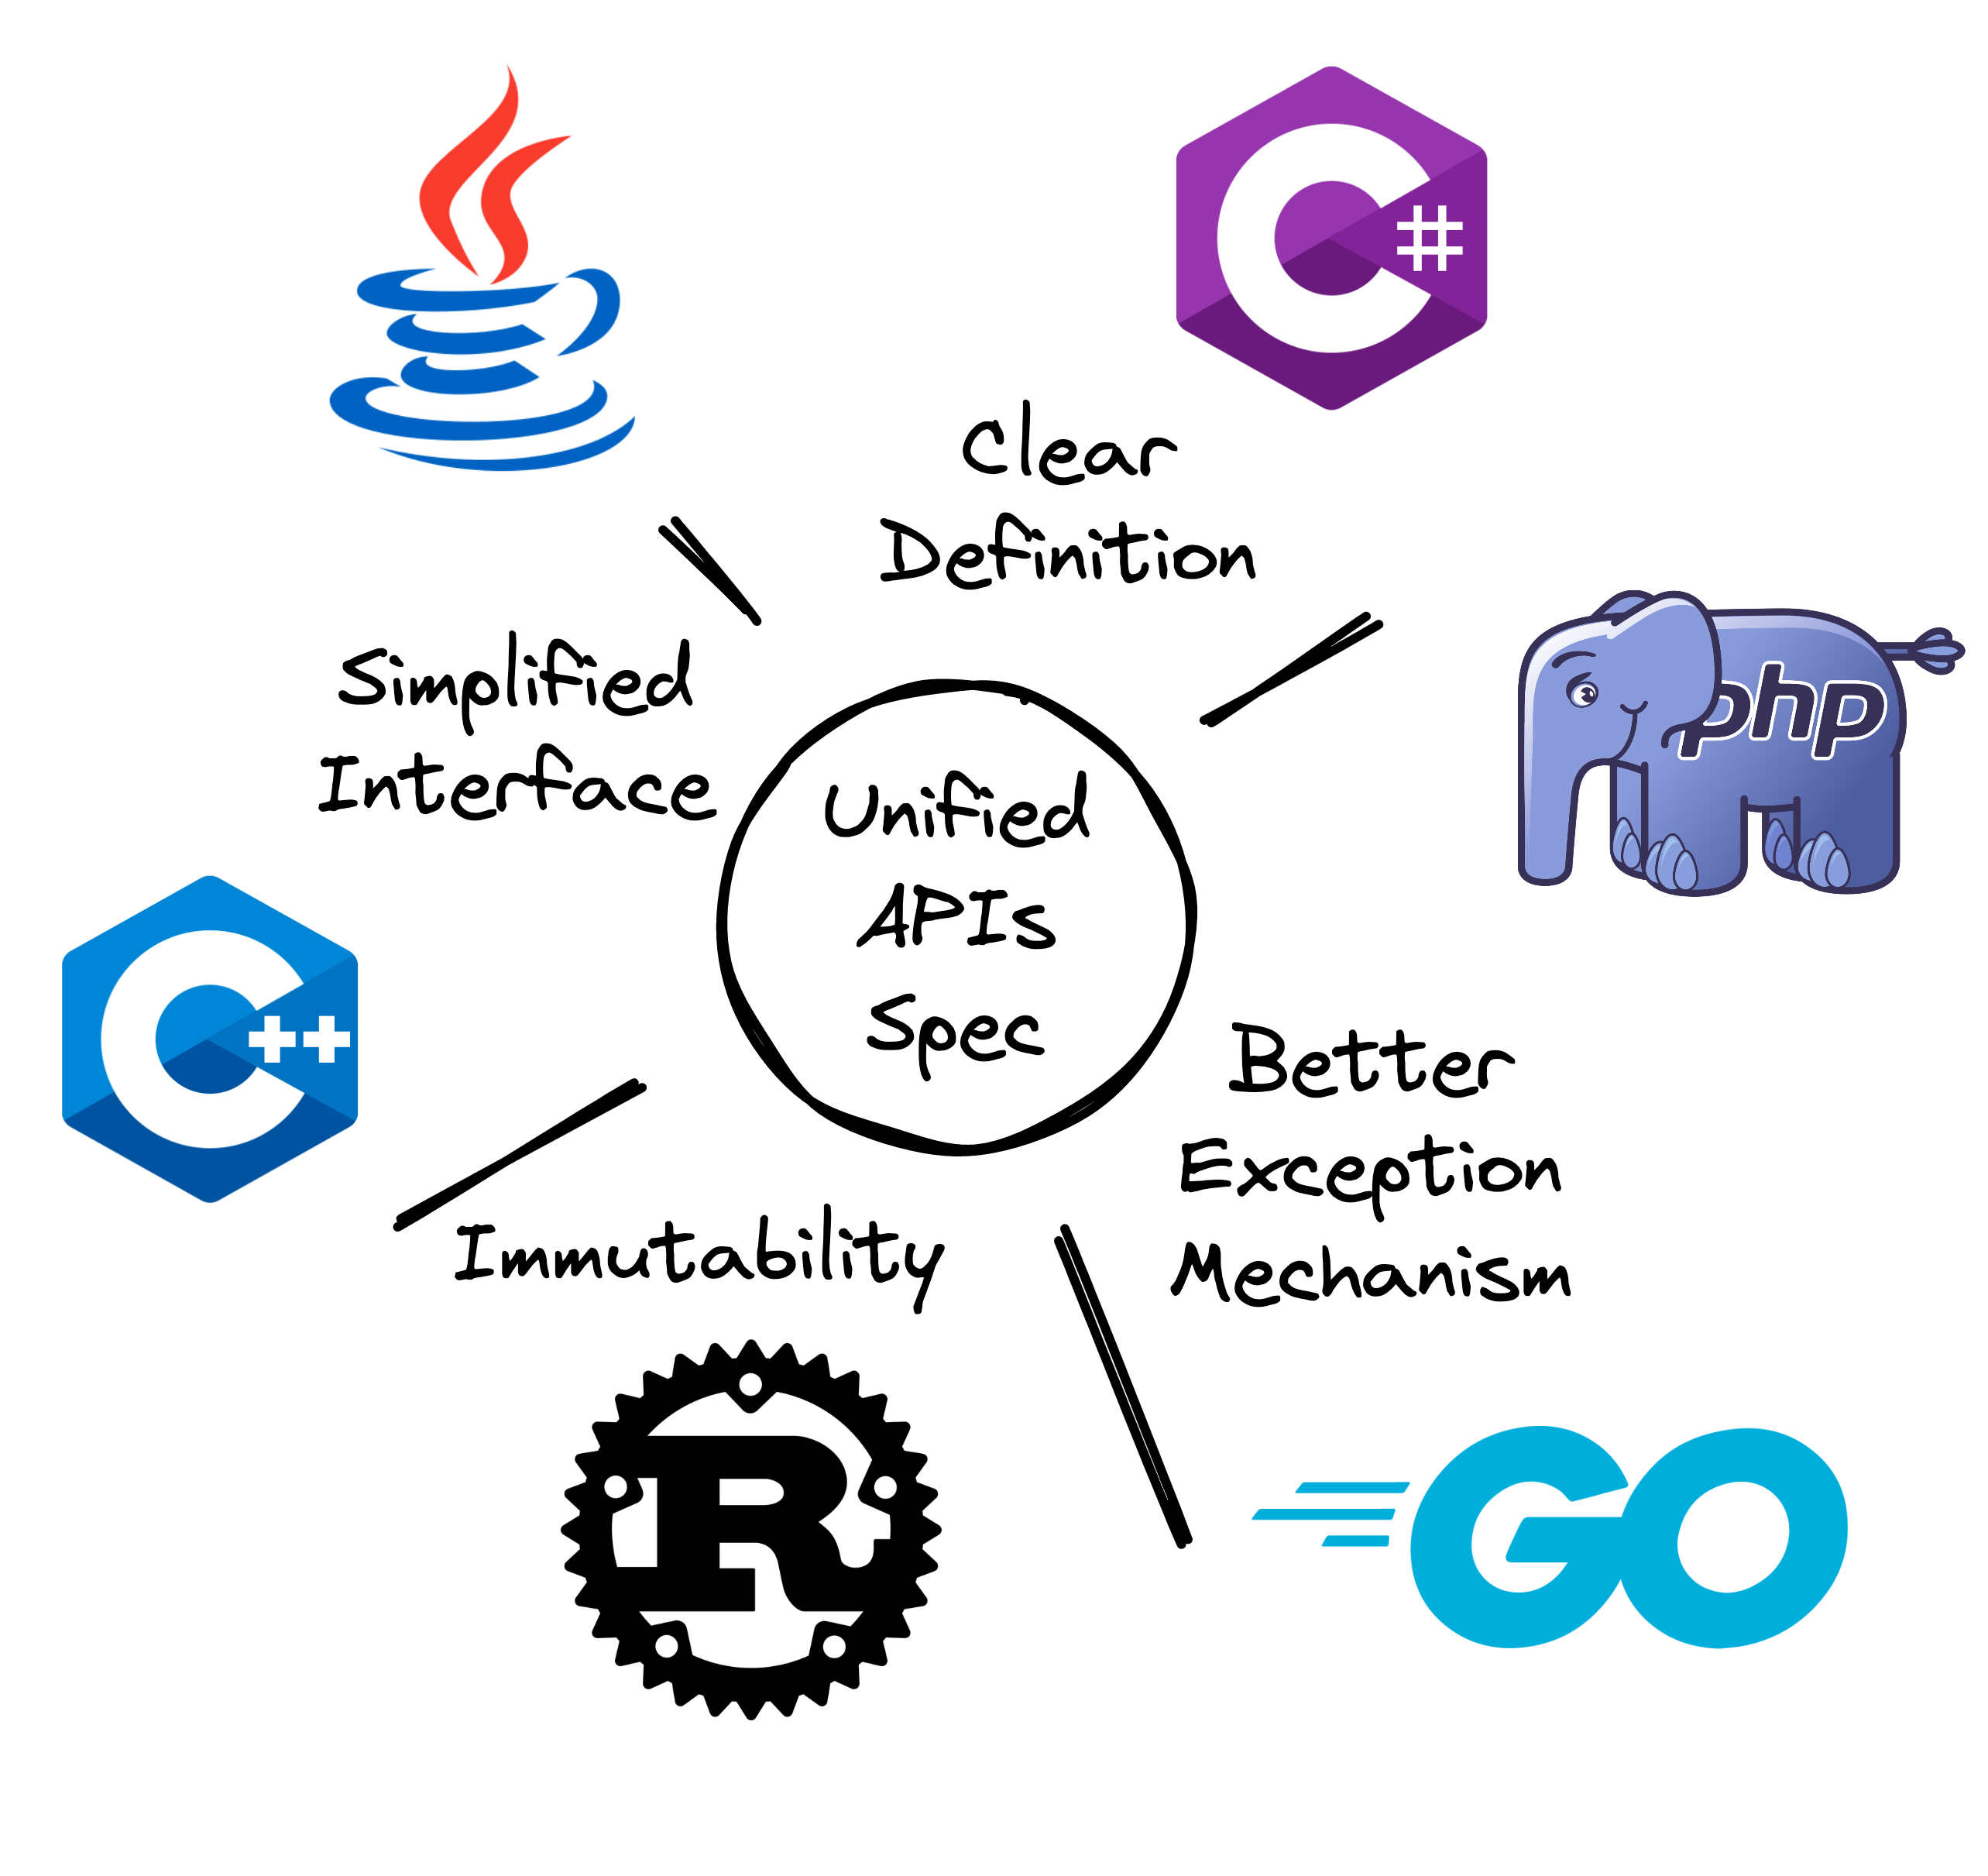 C#
Clear
Definition
Simplified
Interface
php
Unified
APIs
Spec
C++
Better
Exception
Mechanism
Immutability
R
GO